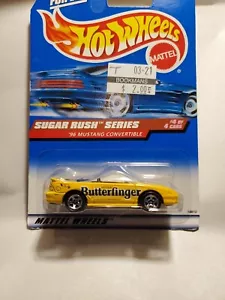 Hot Wheels
MATTEL
T 03-21
BOOKMANS
$ 2.00
SUGAR RUSH SERIES
#4 of
4 CARS
'96 MUSTANG CONVERTIBLE
Butterfinger
MATTEL WHEELS